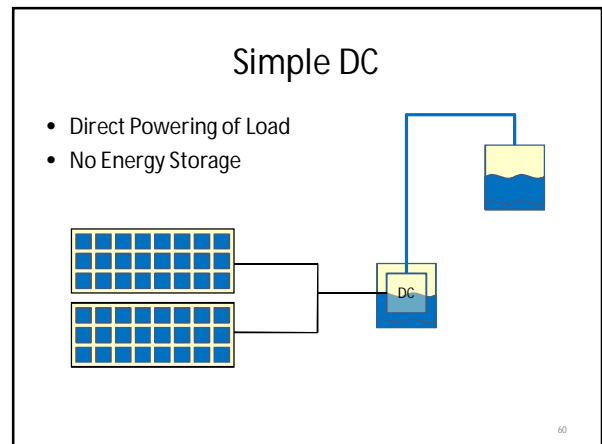 Simple DC
• Direct Powering of Load
• No Energy Storage
DC
60